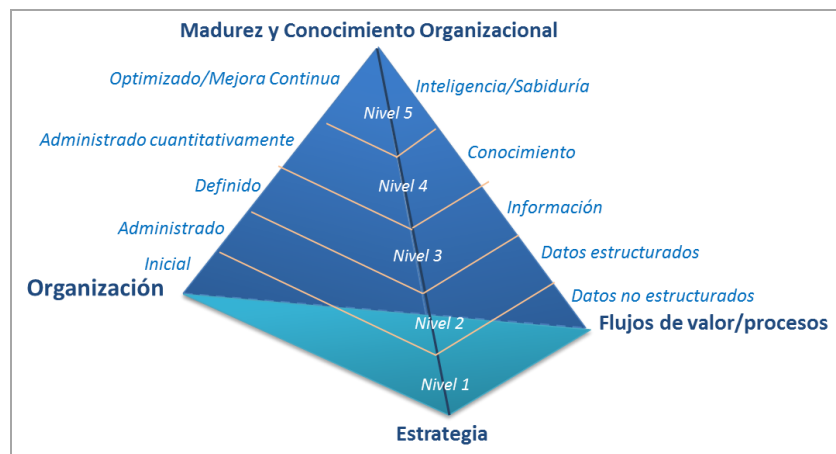 Madurez y Conocimiento Organizacional
Optimizado/Mejora Continua
Inteligencia/Sabiduría
Nivel 5
Administrado cuantitativamente
Conocimiento
Nivel 4
Definido
Información
Administrado
Nivel 3
Datos estructurados
Inicial
Organización
Datos no estructurados
Nivel 2
Flujos de valor/procesos
Nivel 1
Estrategia